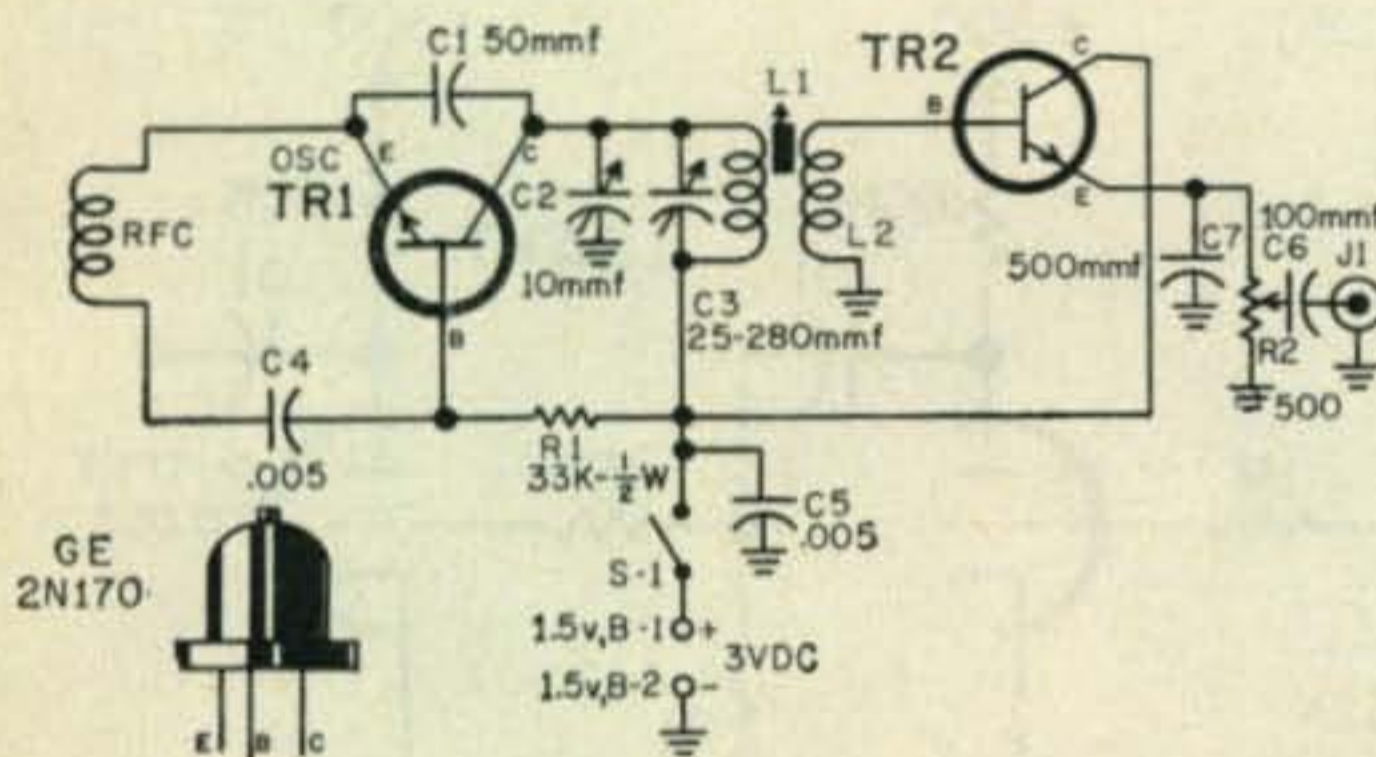 C1 50mmf
TR2
C
L1
B
E
OSC
TR1
E
C
C2
RFC
10mmf
B
L2
C3
25-280mmf
500mmf
C7
100mmf
C6
J1
R2
500
C4
.005
R1
33K-½W
C5
.005
S-1
1.5v,B-1
+
3VDC
1.5v,B-2
-
GE
2N170
E
B
C